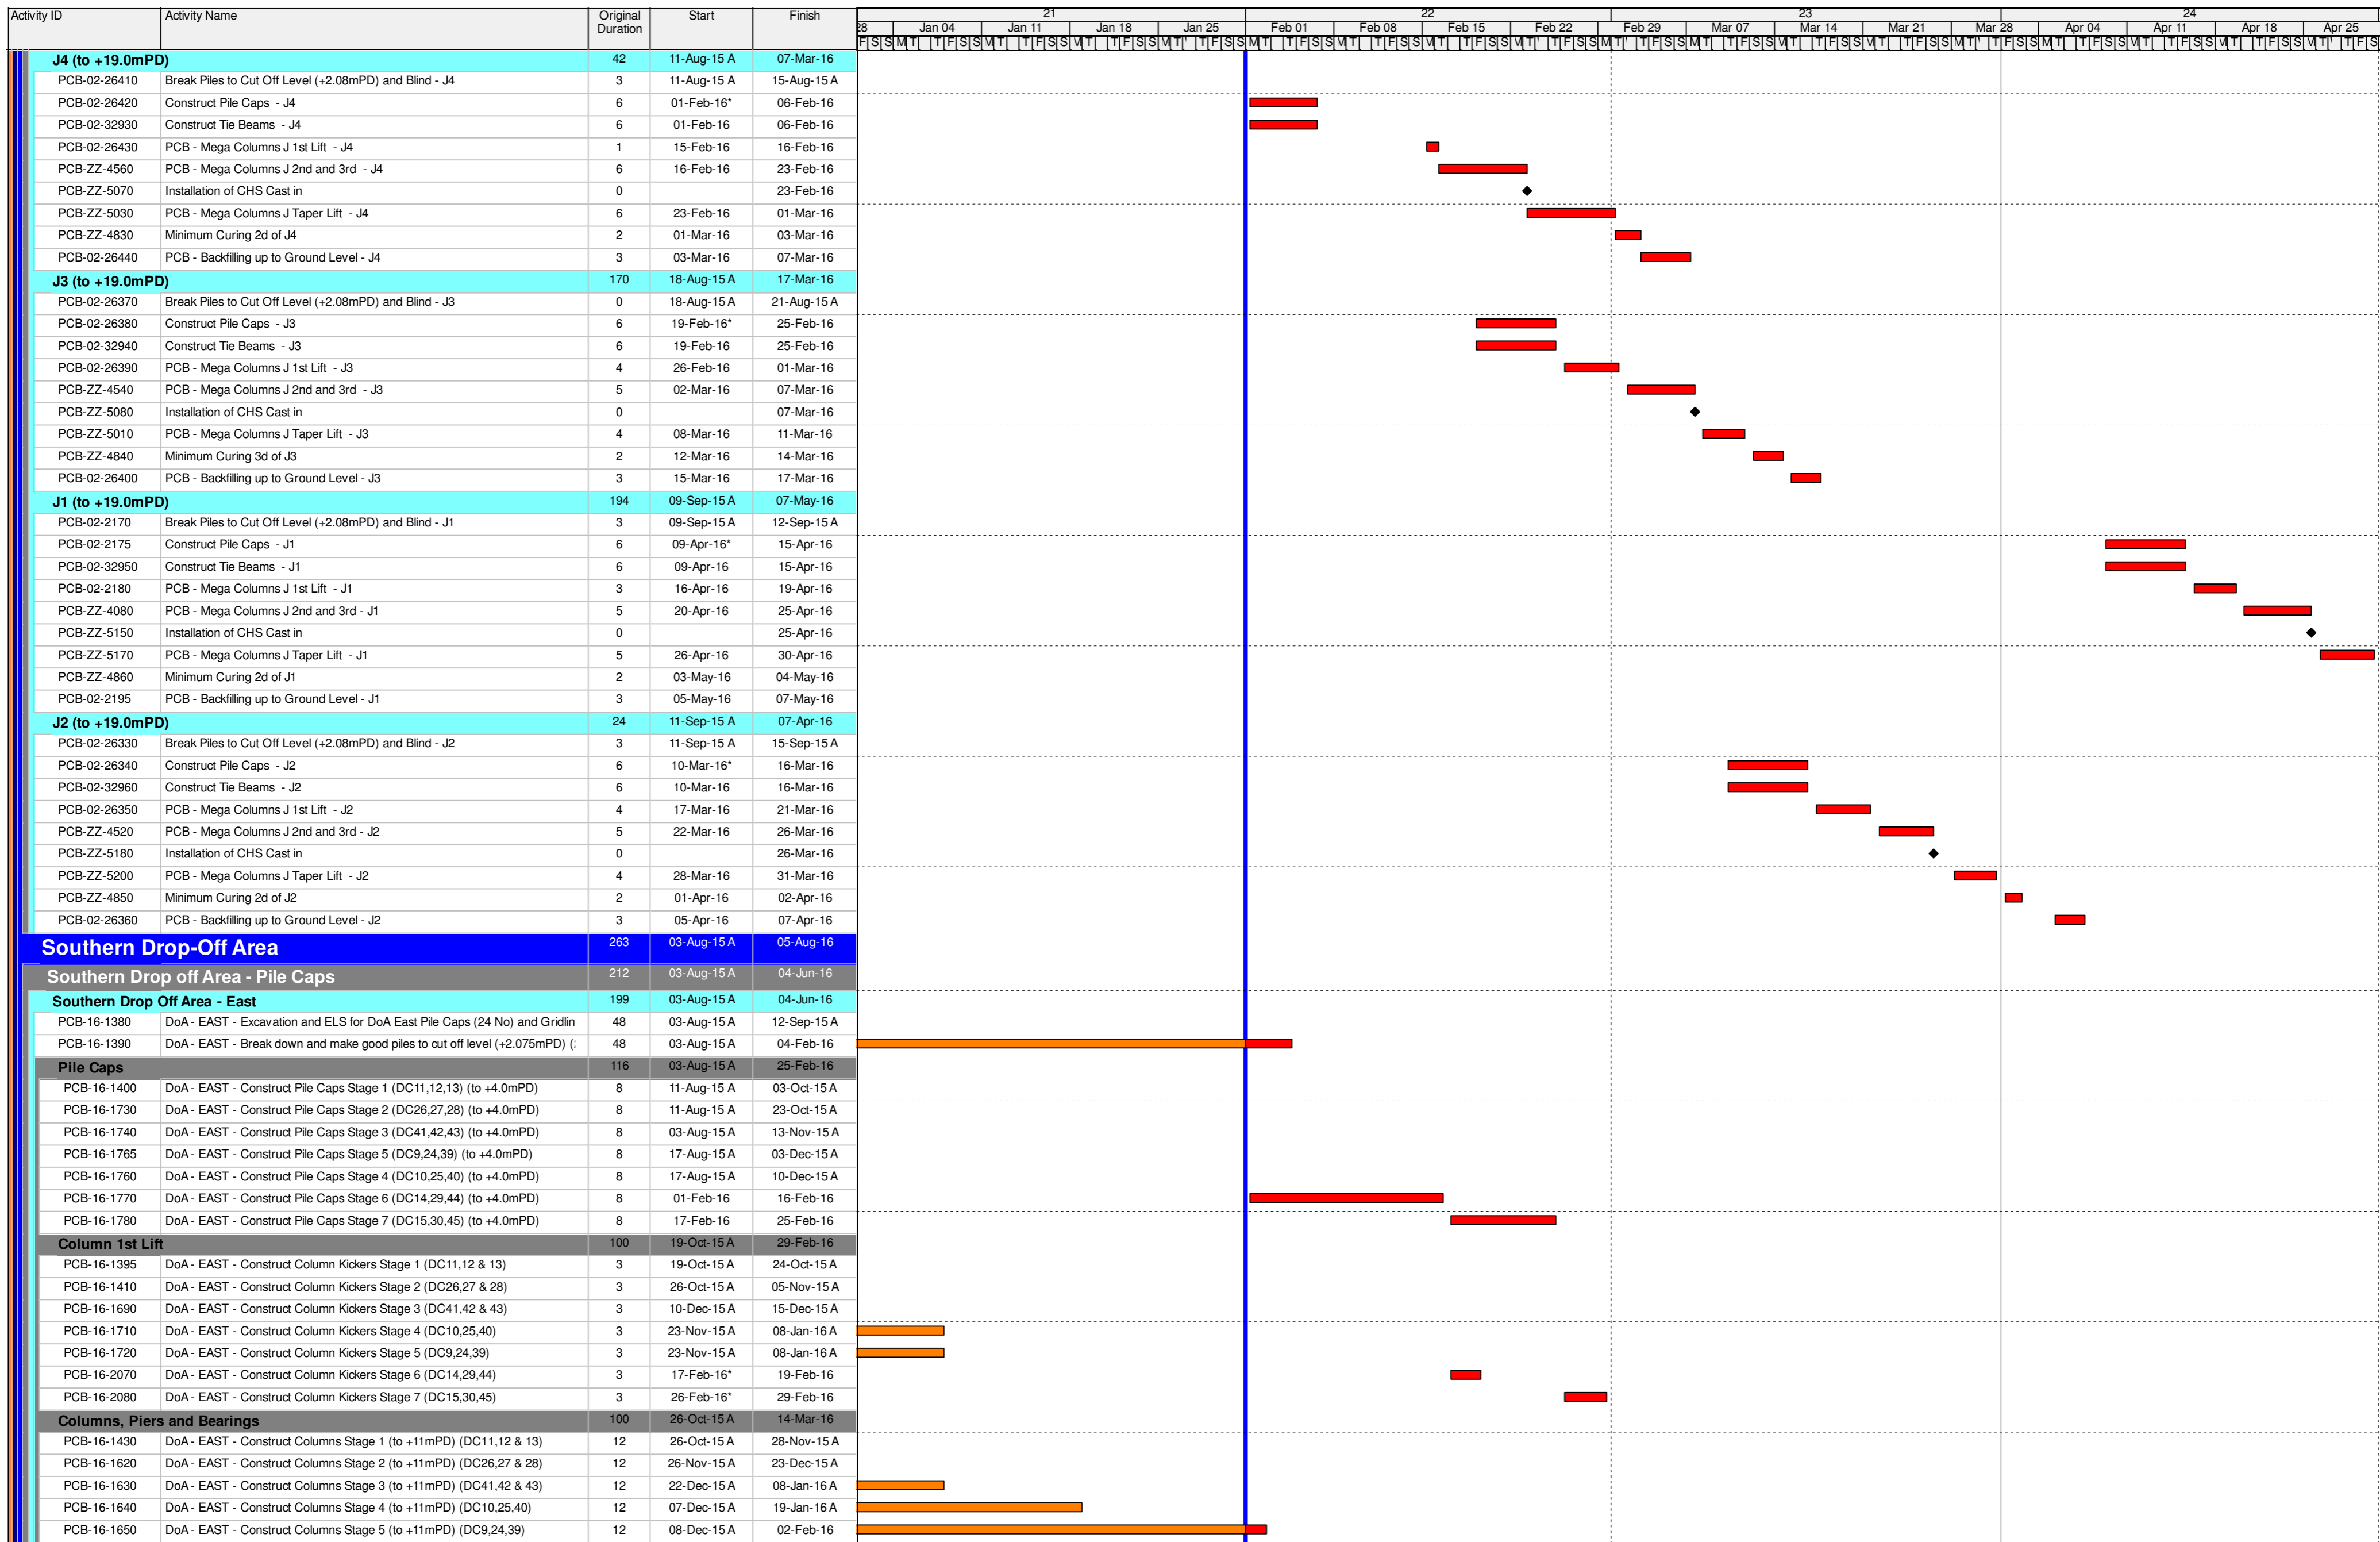 Activity ID Activity Name Original Duration Start Finish 21 22 23 24
28 Jan 04 Jan 11 Jan 18 Jan 25 Feb 01 Feb 08 Feb 15 Feb 22 Feb 29 Mar 07 Mar 14 Mar 21 Mar 28 Apr 04 Apr 11 Apr 18 Apr 25
J4 (to +19.0mPD) 42 11-Aug-15 A 07-Mar-16
PCB-02-26410 Break Piles to Cut Off Level (+2.08mPD) and Blind - J4 3 11-Aug-15 A 15-Aug-15 A
PCB-02-26420 Construct Pile Caps - J4 6 01-Feb-16* 06-Feb-16
PCB-02-32930 Construct Tie Beams - J4 6 01-Feb-16 06-Feb-16
PCB-02-26430 PCB - Mega Columns J 1st Lift - J4 1 15-Feb-16 16-Feb-16
PCB-ZZ-4560 PCB - Mega Columns J 2nd and 3rd - J4 6 16-Feb-16 23-Feb-16
PCB-ZZ-5070 Installation of CHS Cast in 0 23-Feb-16
PCB-ZZ-5030 PCB - Mega Columns J Taper Lift - J4 6 23-Feb-16 01-Mar-16
PCB-ZZ-4830 Minimum Curing 2d of J4 2 01-Mar-16 03-Mar-16
PCB-02-26440 PCB - Backfilling up to Ground Level - J4 3 03-Mar-16 07-Mar-16
J3 (to +19.0mPD) 170 18-Aug-15 A 17-Mar-16
PCB-02-26370 Break Piles to Cut Off Level (+2.08mPD) and Blind - J3 0 18-Aug-15 A 21-Aug-15 A
PCB-02-26380 Construct Pile Caps - J3 6 19-Feb-16* 25-Feb-16
PCB-02-32940 Construct Tie Beams - J3 6 19-Feb-16 25-Feb-16
PCB-02-26390 PCB - Mega Columns J 1st Lift - J3 4 26-Feb-16 01-Mar-16
PCB-ZZ-4540 PCB - Mega Columns J 2nd and 3rd - J3 5 02-Mar-16 07-Mar-16
PCB-ZZ-5080 Installation of CHS Cast in 0 07-Mar-16
PCB-ZZ-5010 PCB - Mega Columns J Taper Lift - J3 4 08-Mar-16 11-Mar-16
PCB-ZZ-4840 Minimum Curing 3d of J3 2 12-Mar-16 14-Mar-16
PCB-02-26400 PCB - Backfilling up to Ground Level - J3 3 15-Mar-16 17-Mar-16
J1 (to +19.0mPD) 194 09-Sep-15 A 07-May-16
PCB-02-2170 Break Piles to Cut Off Level (+2.08mPD) and Blind - J1 3 09-Sep-15 A 12-Sep-15 A
PCB-02-2175 Construct Pile Caps - J1 6 09-Apr-16* 15-Apr-16
PCB-02-32950 Construct Tie Beams - J1 6 09-Apr-16 15-Apr-16
PCB-02-2180 PCB - Mega Columns J 1st Lift - J1 3 16-Apr-16 19-Apr-16
PCB-ZZ-4080 PCB - Mega Columns J 2nd and 3rd - J1 5 20-Apr-16 25-Apr-16
PCB-ZZ-5150 Installation of CHS Cast in 0 25-Apr-16
PCB-ZZ-5170 PCB - Mega Columns J Taper Lift - J1 5 26-Apr-16 30-Apr-16
PCB-ZZ-4860 Minimum Curing 2d of J1 2 03-May-16 04-May-16
PCB-02-2195 PCB - Backfilling up to Ground Level - J1 3 05-May-16 07-May-16
J2 (to +19.0mPD) 24 11-Sep-15 A 07-Apr-16
PCB-02-26330 Break Piles to Cut Off Level (+2.08mPD) and Blind - J2 3 11-Sep-15 A 15-Sep-15 A
PCB-02-26340 Construct Pile Caps - J2 6 10-Mar-16* 16-Mar-16
PCB-02-32960 Construct Tie Beams - J2 6 10-Mar-16 16-Mar-16
PCB-02-26350 PCB - Mega Columns J 1st Lift - J2 4 17-Mar-16 21-Mar-16
PCB-ZZ-4520 PCB - Mega Columns J 2nd and 3rd - J2 5 22-Mar-16 26-Mar-16
PCB-ZZ-5180 Installation of CHS Cast in 0 26-Mar-16
PCB-ZZ-5200 PCB - Mega Columns J Taper Lift - J2 4 28-Mar-16 31-Mar-16
PCB-ZZ-4850 Minimum Curing 2d of J2 2 01-Apr-16 02-Apr-16
PCB-02-26360 PCB - Backfilling up to Ground Level - J2 3 05-Apr-16 07-Apr-16
Southern Drop-Off Area 263 03-Aug-15 A 05-Aug-16
Southern Drop off Area - Pile Caps 212 03-Aug-15 A 04-Jun-16
Southern Drop Off Area - East 199 03-Aug-15 A 04-Jun-16
PCB-16-1380 DoA - EAST - Excavation and ELS for DoA East Pile Caps (24 No) and Gridlin 48 03-Aug-15 A 12-Sep-15 A
PCB-16-1390 DoA - EAST - Break down and make good piles to cut off level (+2.075mPD) ( 48 03-Aug-15 A 04-Feb-16
Pile Caps 116 03-Aug-15 A 25-Feb-16
PCB-16-1400 DoA - EAST - Construct Pile Caps Stage 1 (DC11,12,13) (to +4.0mPD) 8 11-Aug-15 A 03-Oct-15 A
PCB-16-1730 DoA - EAST - Construct Pile Caps Stage 2 (DC26,27,28) (to +4.0mPD) 8 11-Aug-15 A 23-Oct-15 A
PCB-16-1740 DoA - EAST - Construct Pile Caps Stage 3 (DC41,42,43) (to +4.0mPD) 8 03-Aug-15 A 13-Nov-15 A
PCB-16-1765 DoA - EAST - Construct Pile Caps Stage 5 (DC9,24,39) (to +4.0mPD) 8 17-Aug-15 A 03-Dec-15 A
PCB-16-1760 DoA - EAST - Construct Pile Caps Stage 4 (DC10,25,40) (to +4.0mPD) 8 17-Aug-15 A 10-Dec-15 A
PCB-16-1770 DoA - EAST - Construct Pile Caps Stage 6 (DC14,29,44) (to +4.0mPD) 8 01-Feb-16 16-Feb-16
PCB-16-1780 DoA - EAST - Construct Pile Caps Stage 7 (DC15,30,45) (to +4.0mPD) 8 17-Feb-16 25-Feb-16
Column 1st Lift 100 19-Oct-15 A 29-Feb-16
PCB-16-1395 DoA - EAST - Construct Column Kickers Stage 1 (DC11,12 & 13) 3 19-Oct-15 A 24-Oct-15 A
PCB-16-1410 DoA - EAST - Construct Column Kickers Stage 2 (DC26,27 & 28) 3 26-Oct-15 A 05-Nov-15 A
PCB-16-1690 DoA - EAST - Construct Column Kickers Stage 3 (DC41,42 & 43) 3 10-Dec-15 A 15-Dec-15 A
PCB-16-1710 DoA - EAST - Construct Column Kickers Stage 4 (DC10,25,40) 3 23-Nov-15 A 08-Jan-16 A
PCB-16-1720 DoA - EAST - Construct Column Kickers Stage 5 (DC9,24,39) 3 23-Nov-15 A 08-Jan-16 A
PCB-16-2070 DoA - EAST - Construct Column Kickers Stage 6 (DC14,29,44) 3 17-Feb-16* 19-Feb-16
PCB-16-2080 DoA - EAST - Construct Column Kickers Stage 7 (DC15,30,45) 3 26-Feb-16* 29-Feb-16
Columns, Piers and Bearings 100 26-Oct-15 A 14-Mar-16
PCB-16-1430 DoA - EAST - Construct Columns Stage 1 (to +11mPD) (DC11,12 & 13) 12 26-Oct-15 A 28-Nov-15 A
PCB-16-1620 DoA - EAST - Construct Columns Stage 2 (to +11mPD) (DC26,27 & 28) 12 26-Nov-15 A 23-Dec-15 A
PCB-16-1630 DoA - EAST - Construct Columns Stage 3 (to +11mPD) (DC41,42 & 43) 12 22-Dec-15 A 08-Jan-16 A
PCB-16-1640 DoA - EAST - Construct Columns Stage 4 (to +11mPD) (DC10,25,40) 12 07-Dec-15 A 19-Jan-16 A
PCB-16-1650 DoA - EAST - Construct Columns Stage 5 (to +11mPD) (DC9,24,39) 12 08-Dec-15 A 02-Feb-16